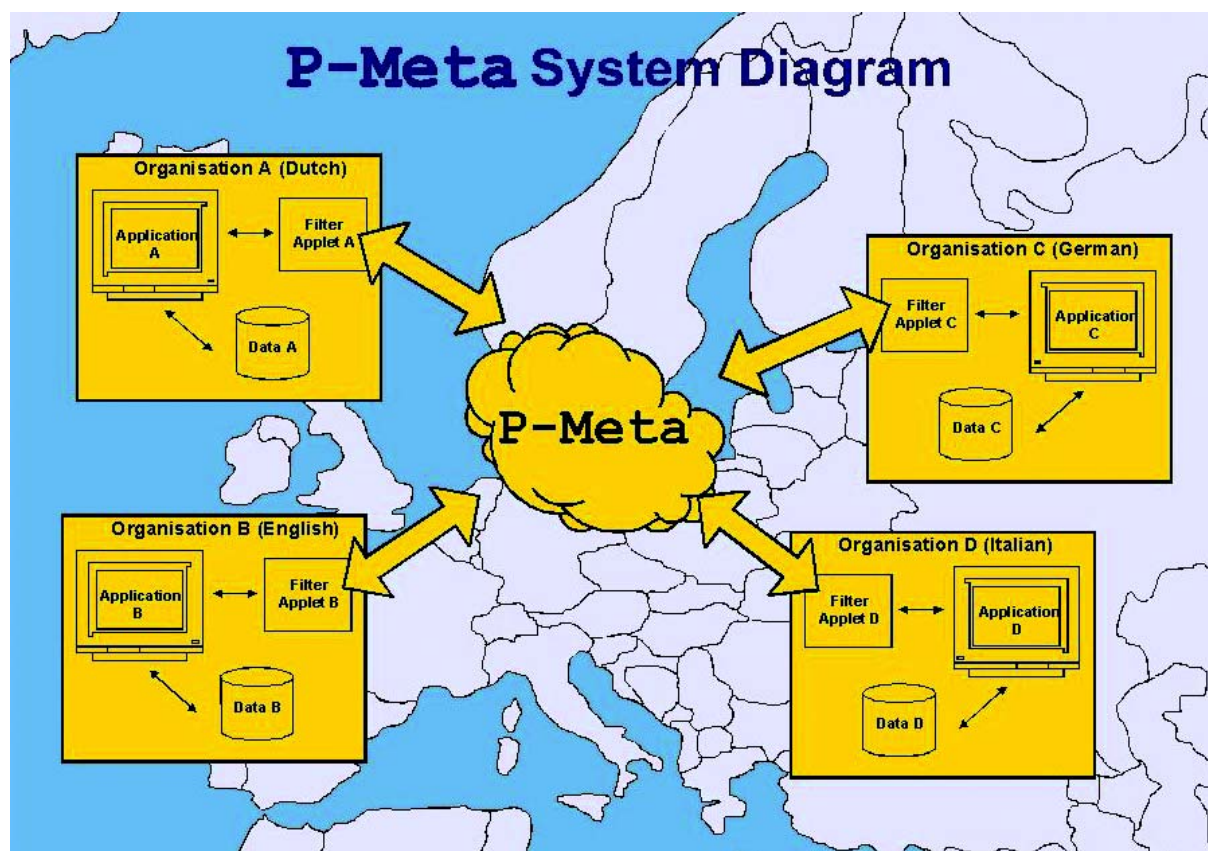 P-Meta System Diagram
Organisation A (Dutch)
Application
A
Filter
Applet A
Data A
Organisation C (German)
Filter
Applet C
Application
C
Data C
P-Meta
Organisation B (English)
Application
B
Filter
Applet B
Data B
Organisation D (Italian)
Filter
Applet D
Application
D
Data D